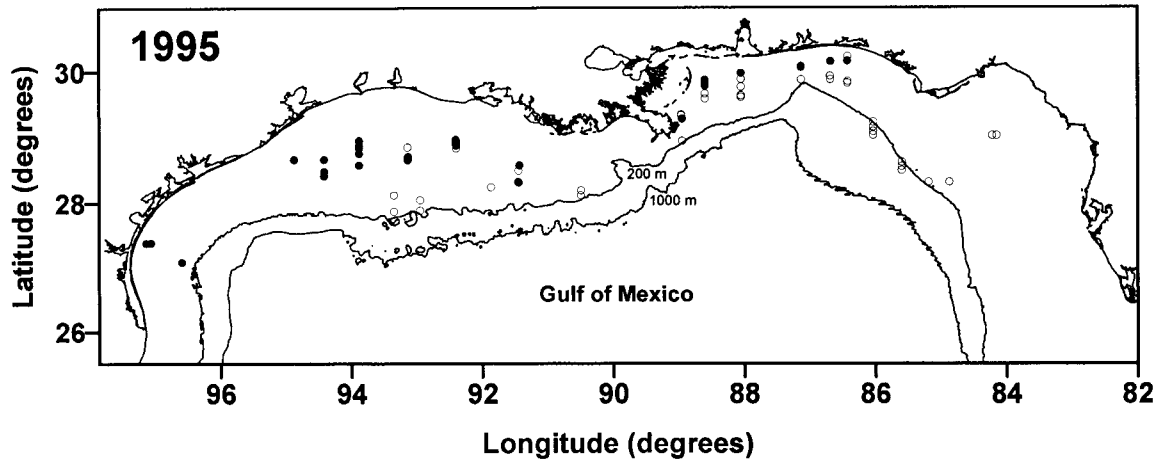 1995
30
28
26
Latitude (degrees)
200 m
1000 m
Gulf of Mexico
96 94 92 90 88 86 84 82
Longitude (degrees)